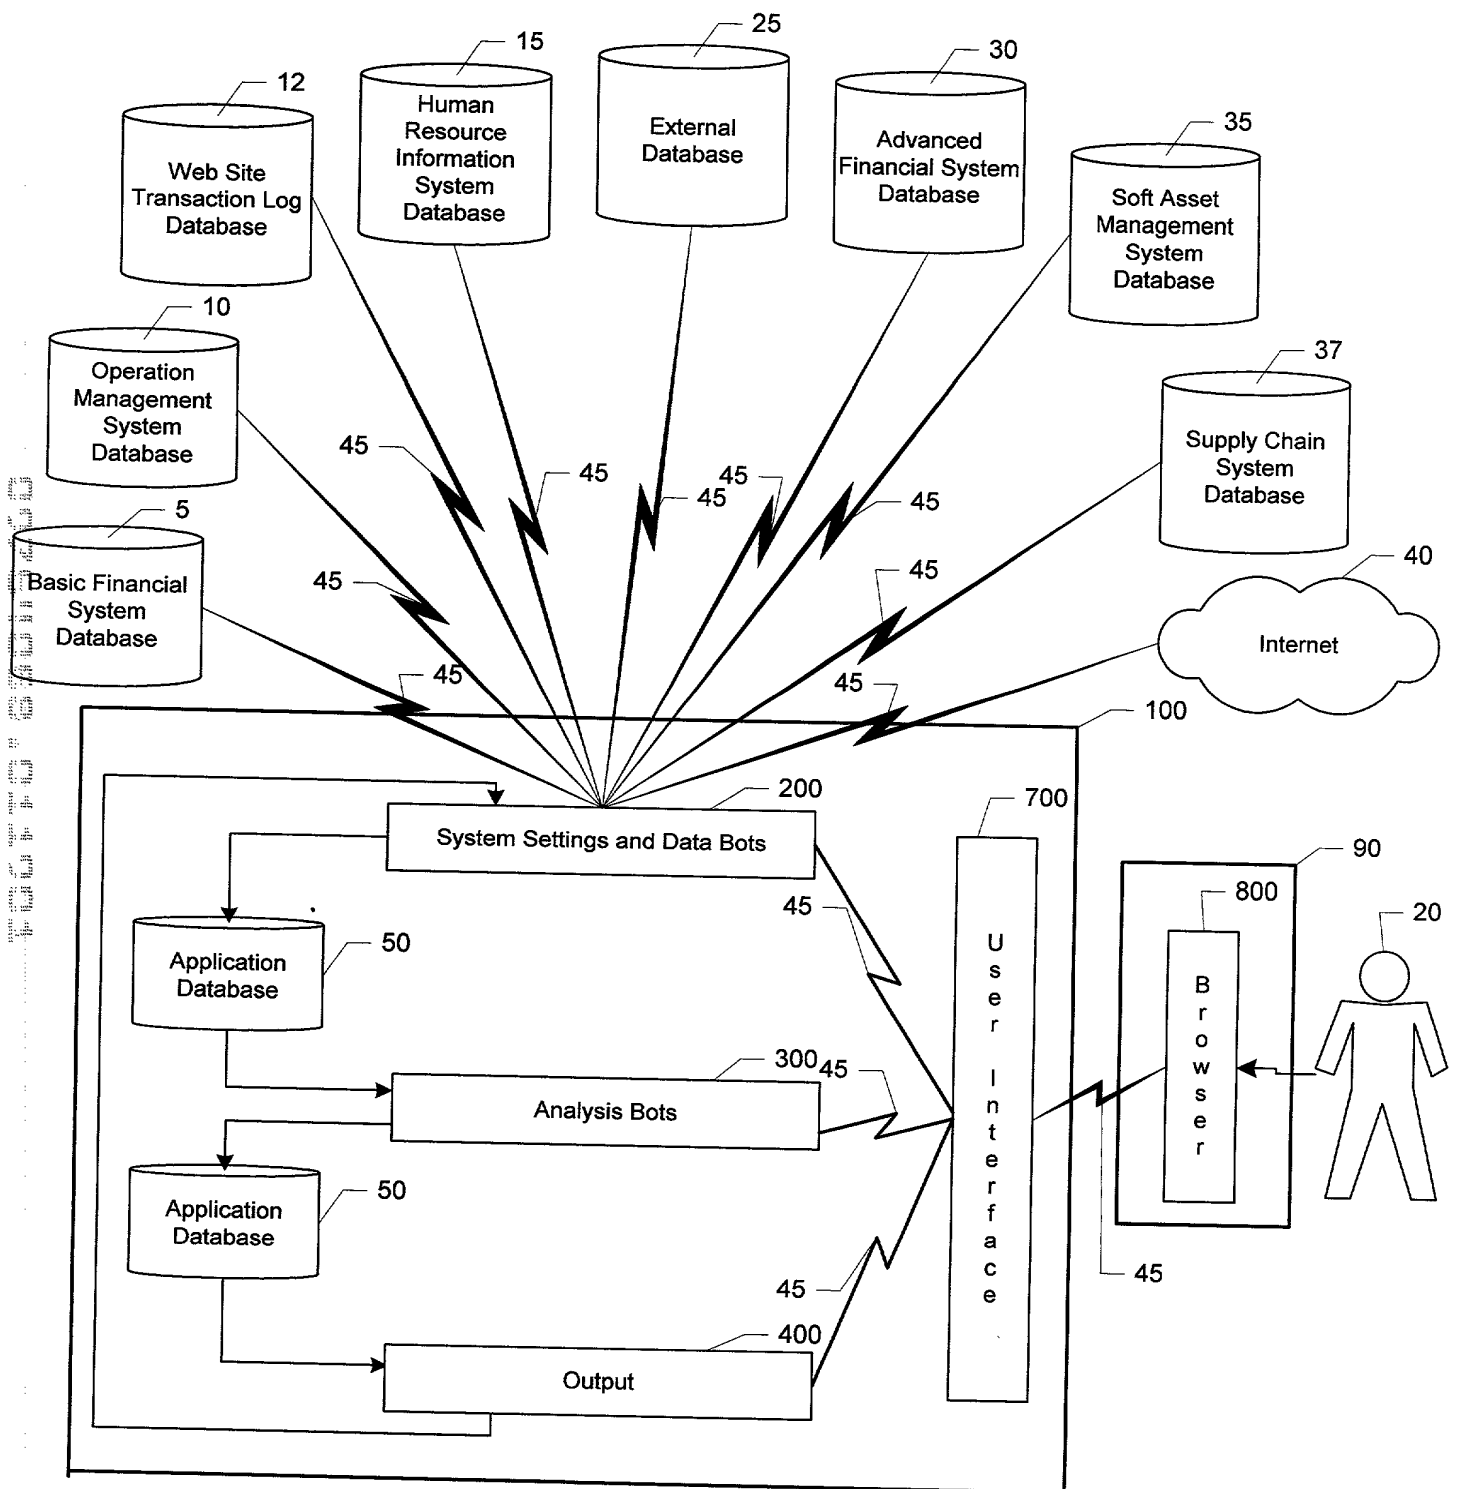 25
15
30
12
Human
Resource
Information
System
Database
External
Database
Advanced
Financial System
Database
35
Web Site
Transaction Log
Database
Soft Asset
Management
System
Database
10
37
Operation
Management
System
Database
Supply Chain
System
Database
45
45
45
45
45
5
40
Basic Financial
System
Database
45
45
Internet
45
45
100
200
700
System Settings and Data Bots
90
800
20
45
50
Application
Database
User Interface
Browser
300
45
Analysis Bots
50
Application
Database
45
45
400
Output